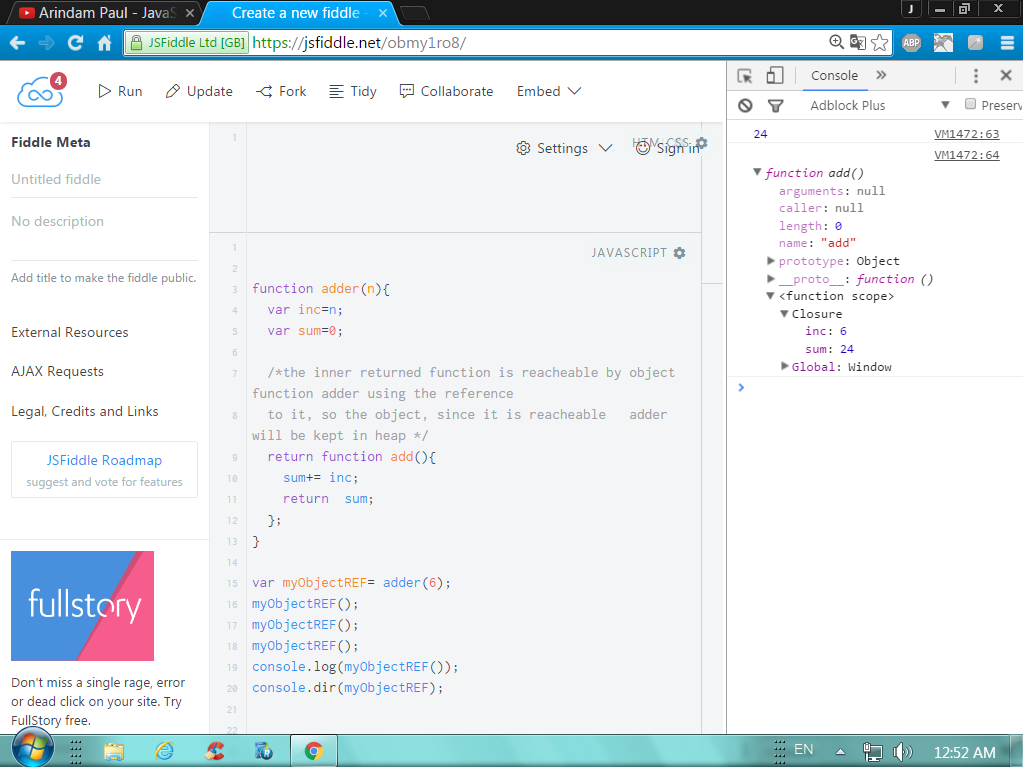 Arindam Paul - JavaS
Create a new fiddle -
J
JSFiddle Ltd [GB] https://jsfiddle.net/obmy1ro8/
ABP
4
Run
Update
Fork
Tidy
Collaborate
Embed
Fiddle Meta
Untitled fiddle
No description
Add title to make the fiddle public.
External Resources
AJAX Requests
Legal, Credits and Links
JSFiddle Roadmap
suggest and vote for features
fullstory
Don't miss a single rage, error
or dead click on your site. Try
FullStory free.
1
Settings
Sign in
CSS
JAVASCRIPT
1
2
3 function adder(n){
4 var inc=n;
5 var sum=0;
6
7 /*the inner returned function is reacheable by object
function adder using the reference
8 to it, so the object, since it is reacheable adder
will be kept in heap */
9 return function add(){
10 sum+= inc;
11 return sum;
12 };
13 }
14
15 var myObjectREF= adder(6);
16 myObjectREF();
17 myObjectREF();
18 myObjectREF();
19 console.log(myObjectREF());
20 console.dir(myObjectREF);
21
22
Console »
Adblock Plus
Preserv
24 VM1472:63
VM1472:64
function add()
arguments: null
caller: null
length: 0
name: "add"
prototype: Object
__proto__: function ()
<function scope>
Closure
inc: 6
sum: 24
Global: Window
EN
12:52 AM